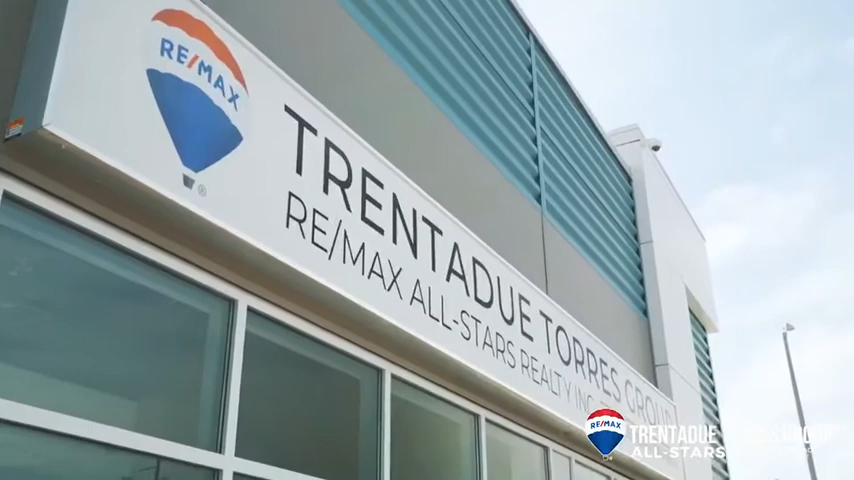 RE/MAX
®
TRENTADUE TORRES GROUP
RE/MAX ALL-STARS REALTY INC.
RE/MAX
TRENTADUE
ALL-STARS